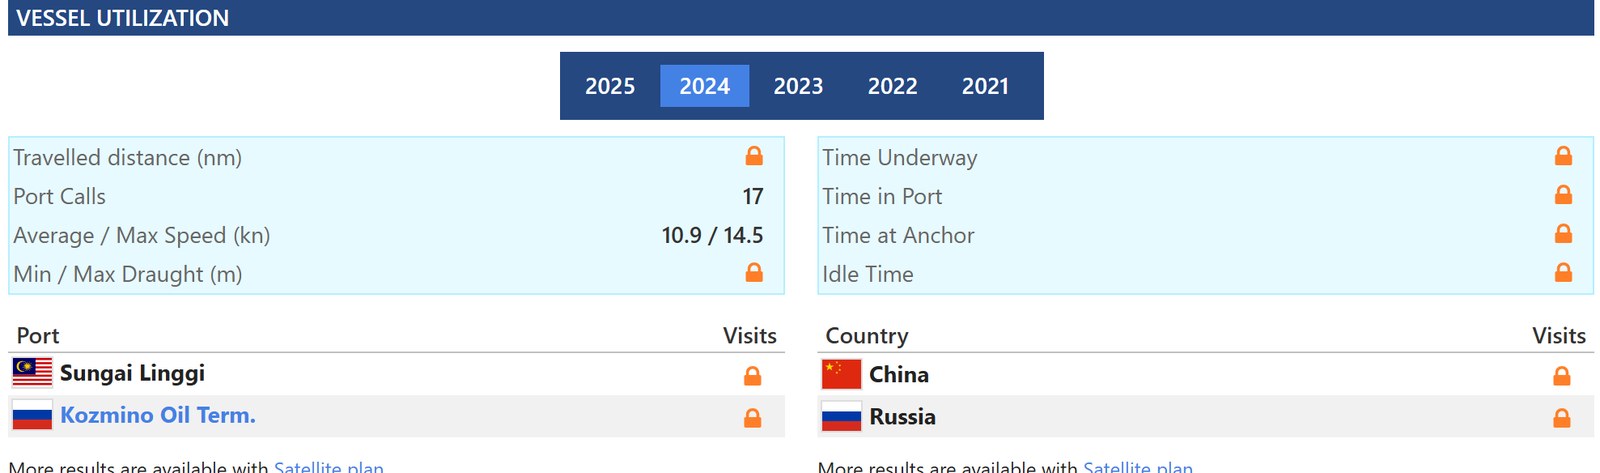 VESSEL UTILIZATION
2025 2024 2023 2022 2021
Travelled distance (nm)
Port Calls 17
Average / Max Speed (kn) 10.9 / 14.5
Min / Max Draught (m)
Time Underway
Time in Port
Time at Anchor
Idle Time
Port Visits
Sungai Linggi
Kozmino Oil Term.
More results are available with Satellite plan
Country Visits
China
Russia
More results are available with Satellite plan